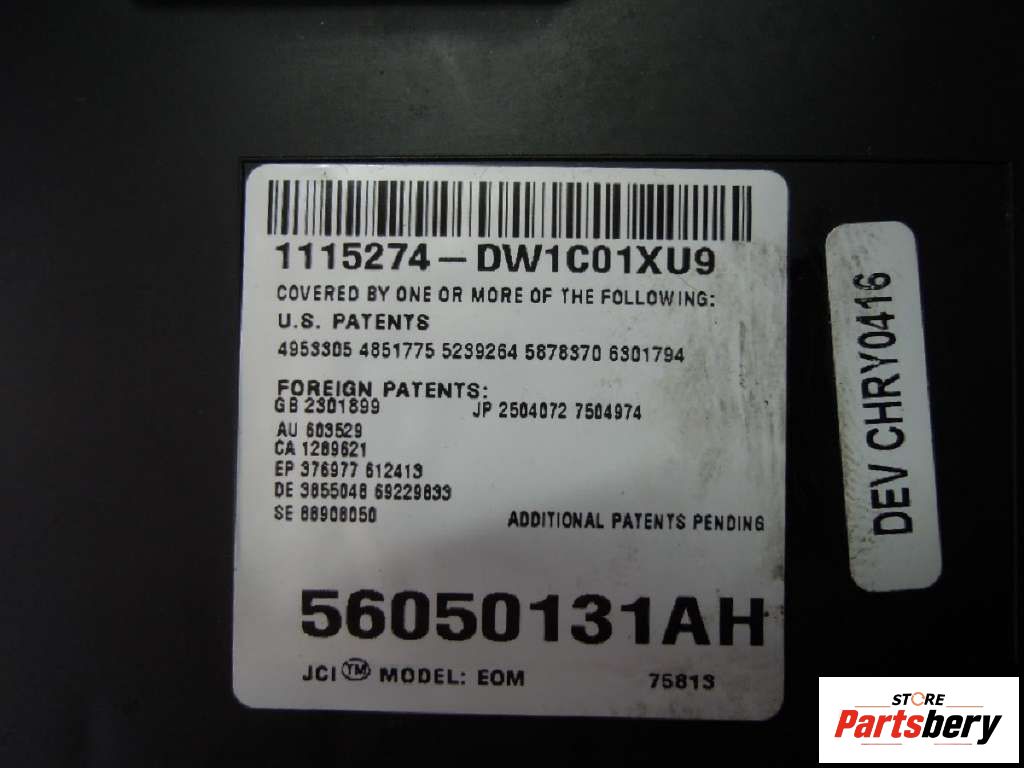 1115274-DW1C01XU9
COVERED BY ONE OR MORE OF THE FOLLOWING:
U.S. PATENTS
4953305 4851775 5239264 5878370 6301794
FOREIGN PATENTS:
GB 2301899 JP 2504072 7504974
AU 603529
CA 1289621
EP 376977 612413
DE 3855048 69229833
SE 88908050
ADDITIONAL PATENTS PENDING
56050131AH
JCI™ MODEL: EOM 75813
DEV CHRY0416
STORE
Partsbery